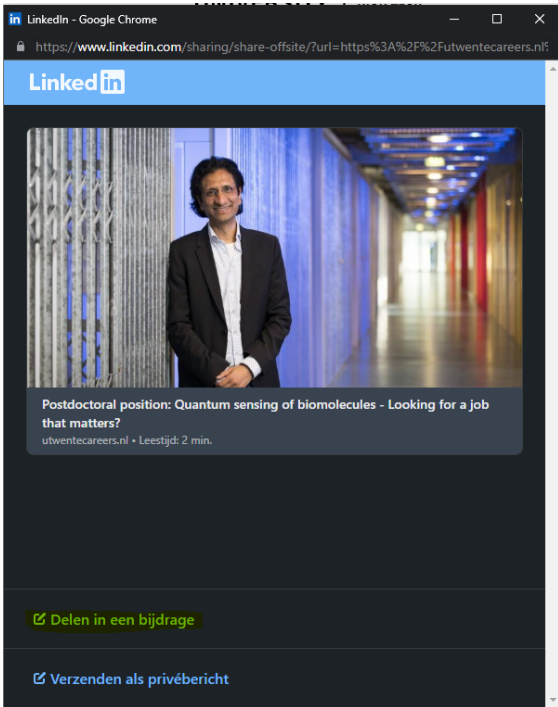 LinkedIn - Google Chrome
https://www.linkedin.com/sharing/share-offsite/?url=https%3A%2F%2Futwentecareers.nl%
Linked in
Postdoctoral position: Quantum sensing of biomolecules - Looking for a job
that matters?
utwentecareers.nl • Leestijd: 2 min.
Delen in een bijdrage
Verzenden als privébericht